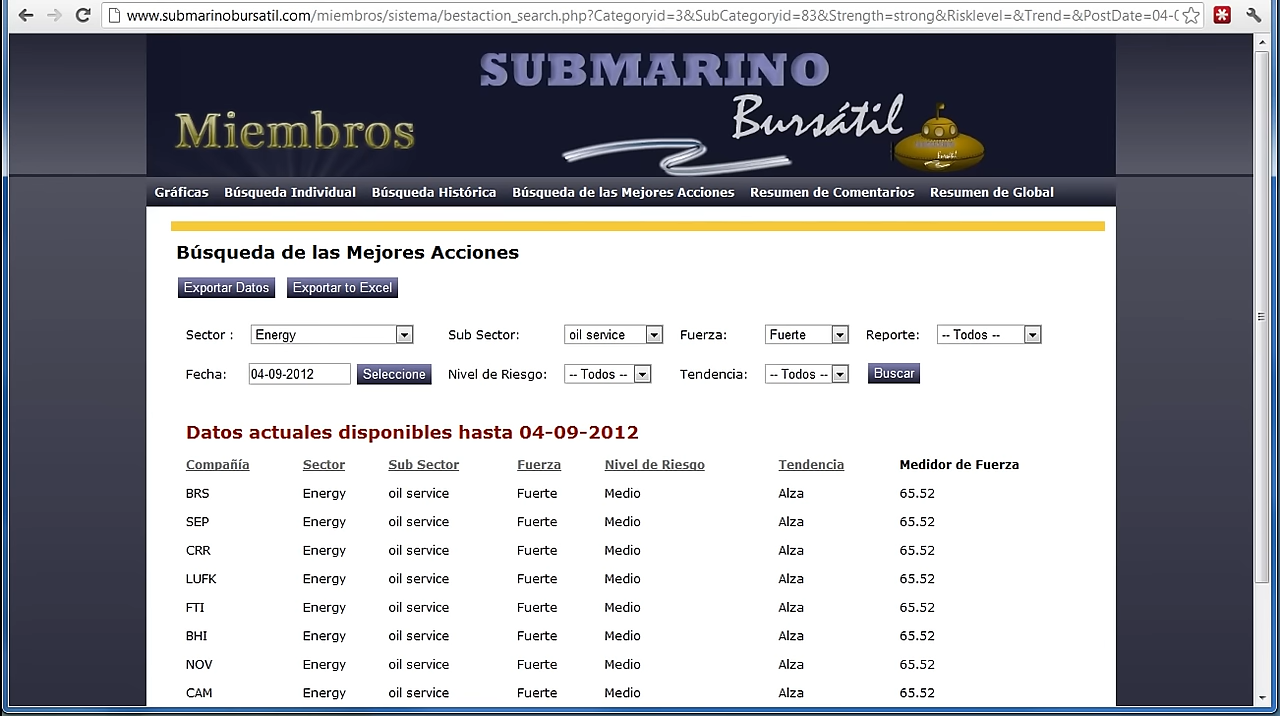 www.submarinobursatil.com/miembros/sistema/bestaction_search.php?Categoryid=3&SubCategoryid=83&Strength=strong&Risklevel=&Trend=&PostDate=04-0
SUBMARINO
Bursátil
Miembros
Gráficas Búsqueda Individual Búsqueda Histórica Búsqueda de las Mejores Acciones Resumen de Comentarios Resumen de Global
Búsqueda de las Mejores Acciones
Exportar Datos Exportar to Excel
Sector : Energy Sub Sector: oil service Fuerza: Fuerte Reporte: -- Todos --
Fecha: 04-09-2012 Seleccione Nivel de Riesgo: -- Todos -- Tendencia: -- Todos -- Buscar
Datos actuales disponibles hasta 04-09-2012
Compañía Sector Sub Sector Fuerza Nivel de Riesgo Tendencia Medidor de Fuerza
BRS Energy oil service Fuerte Medio Alza 65.52
SEP Energy oil service Fuerte Medio Alza 65.52
CRR Energy oil service Fuerte Medio Alza 65.52
LUFK Energy oil service Fuerte Medio Alza 65.52
FTI Energy oil service Fuerte Medio Alza 65.52
BHI Energy oil service Fuerte Medio Alza 65.52
NOV Energy oil service Fuerte Medio Alza 65.52
CAM Energy oil service Fuerte Medio Alza 65.52